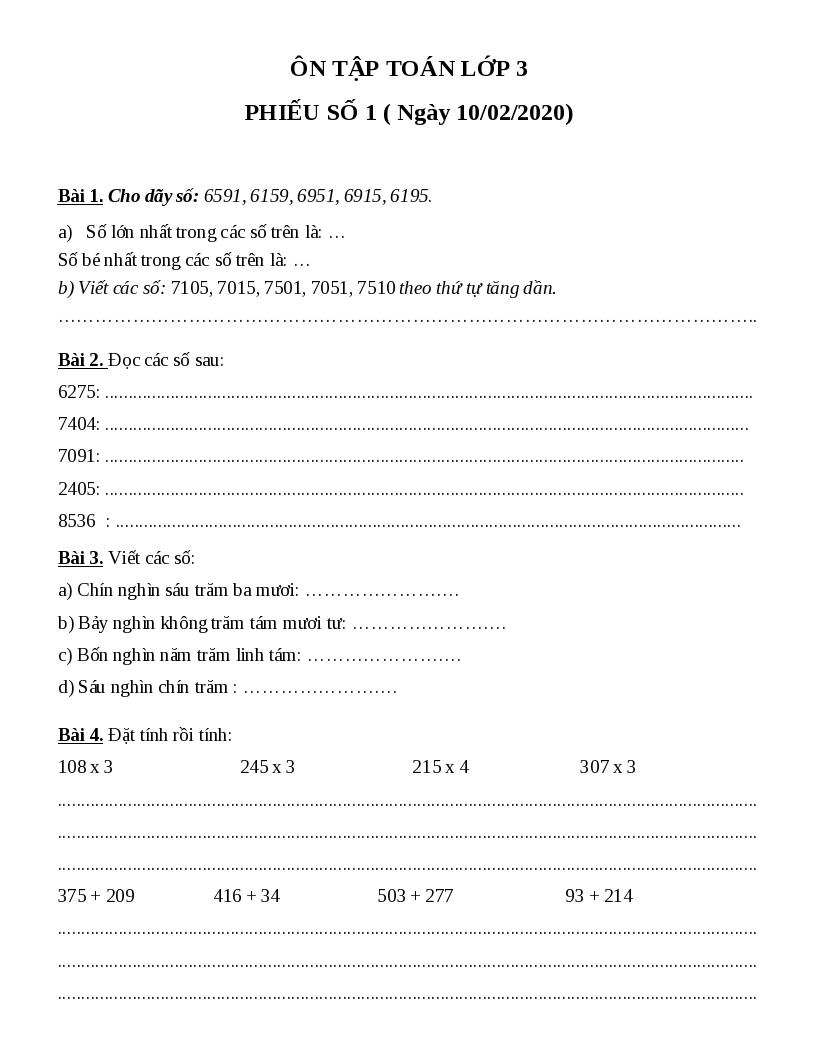 ÔN TẬP TOÁN LỚP 3
PHIẾU SỐ 1 ( Ngày 10/02/2020)
Bài 1. Cho dãy số: 6591, 6159, 6951, 6915, 6195.
a) Số lớn nhất trong các số trên là: …
Số bé nhất trong các số trên là: …
b) Viết các số: 7105, 7015, 7501, 7051, 7510 theo thứ tự tăng dần.
…………………………………………………………………………………………………..
Bài 2. Đọc các số sau:
6275: ...........................................................................................................................................
7404: ..........................................................................................................................................
7091: .........................................................................................................................................
2405: .........................................................................................................................................
8536 : ......................................................................................................................................
Bài 3. Viết các số:
a) Chín nghìn sáu trăm ba mươi: ……………………
b) Bảy nghìn không trăm tám mươi tư: ……………………
c) Bốn nghìn năm trăm linh tám: ……………………
d) Sáu nghìn chín trăm : ……………………
Bài 4. Đặt tính rồi tính:
108 x 3 245 x 3 215 x 4 307 x 3
......................................................................................................................................................
......................................................................................................................................................
......................................................................................................................................................
375 + 209 416 + 34 503 + 277 93 + 214
......................................................................................................................................................
......................................................................................................................................................
......................................................................................................................................................